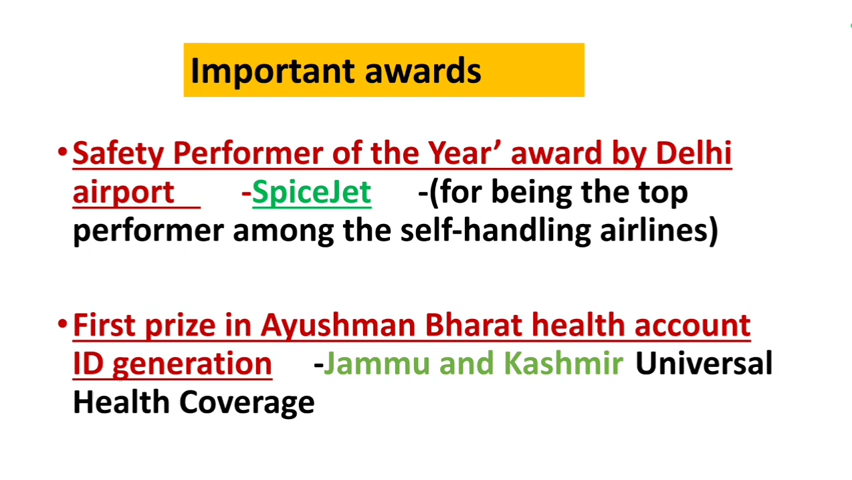 Important awards
•Safety Performer of the Year’ award by Delhi
airport -SpiceJet -(for being the top
performer among the self-handling airlines)
•First prize in Ayushman Bharat health account
ID generation -Jammu and Kashmir Universal
Health Coverage